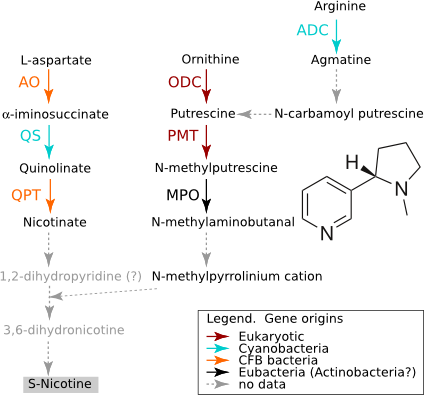 Arginine
ADC
L-aspartate
Ornithine
Agmatine
AO
ODC
α-iminosuccinate
Putrescine
N-carbamoyl putrescine
QS
PMT
Quinolinate
N-methylputrescine
QPT
MPO
Nicotinate
N-methylaminobutanal
H
N
N
1,2-dihydropyridine (?)
N-methylpyrrolinium cation
3,6-dihydronicotine
S-Nicotine
Legend. Gene origins
Eukaryotic
Cyanobacteria
CFB bacteria
Eubacteria (Actinobacteria?)
no data